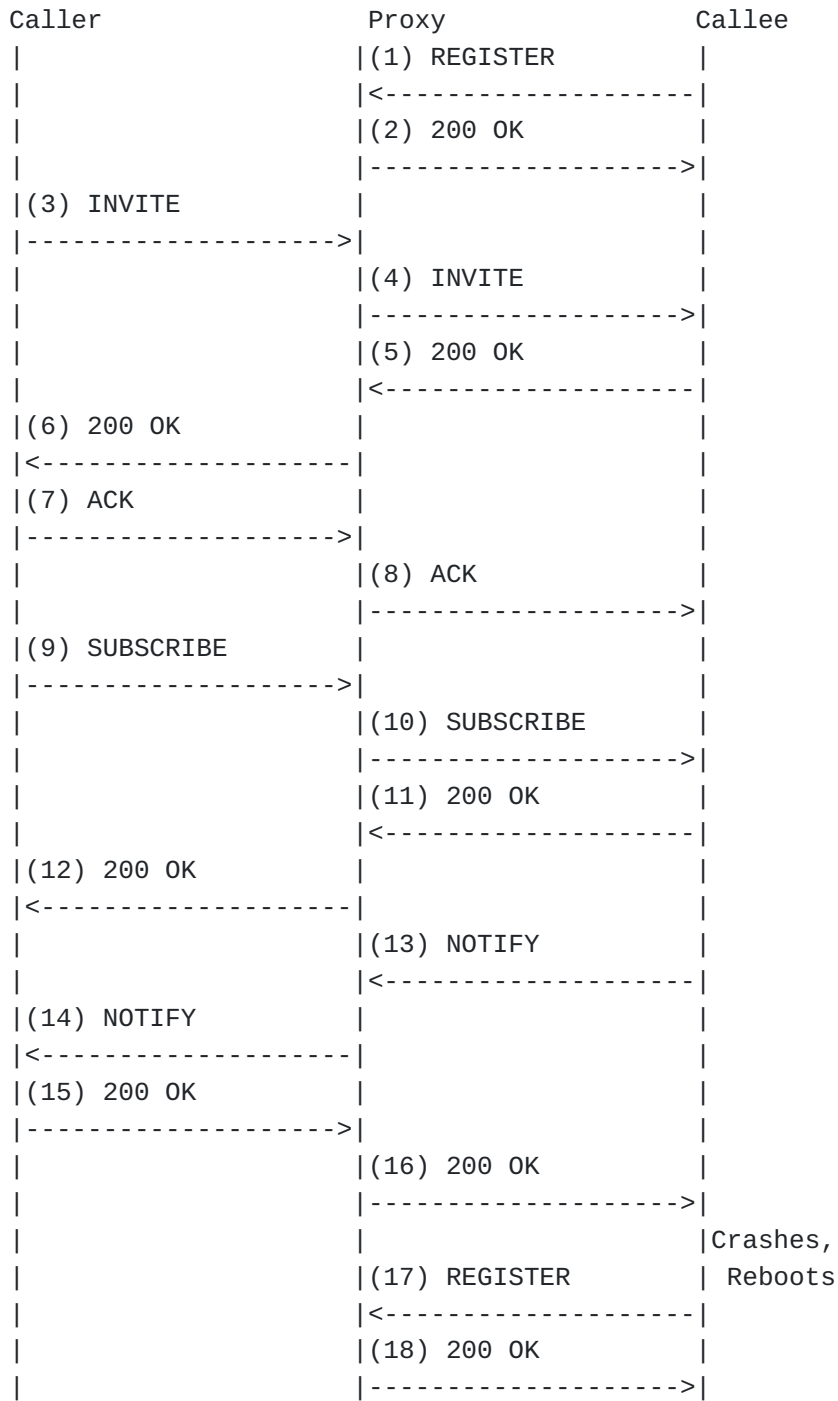 Caller                 Proxy                Callee
|                      |(1) REGISTER         |
|                      |<--------------------|
|                      |(2) 200 OK           |
|                      |-------------------->|
|(3) INVITE            |                     |
|-------------------->|                     |
|                      |(4) INVITE           |
|                      |-------------------->|
|                      |(5) 200 OK           |
|                      |<--------------------|
|(6) 200 OK            |                     |
|<--------------------|                     |
|(7) ACK               |                     |
|-------------------->|                     |
|                      |(8) ACK              |
|                      |-------------------->|
|(9) SUBSCRIBE         |                     |
|-------------------->|                     |
|                      |(10) SUBSCRIBE       |
|                      |-------------------->|
|                      |(11) 200 OK          |
|                      |<--------------------|
|(12) 200 OK           |                     |
|<--------------------|                     |
|                      |(13) NOTIFY          |
|                      |<--------------------|
|(14) NOTIFY           |                     |
|<--------------------|                     |
|(15) 200 OK           |                     |
|-------------------->|                     |
|                      |(16) 200 OK          |
|                      |-------------------->|
|                      |                     |Crashes,
|                      |(17) REGISTER        | Reboots
|                      |<--------------------|
|                      |(18) 200 OK          |
|                      |-------------------->|